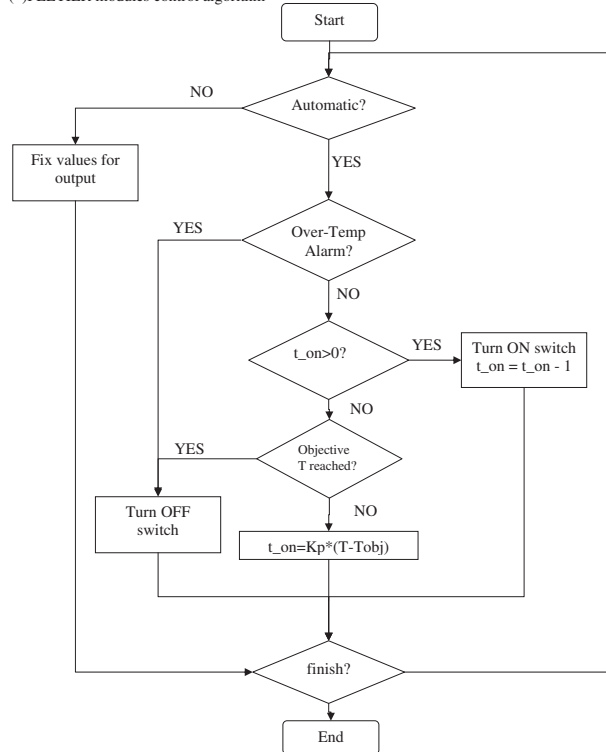 Start
NO
Automatic?
Fix values for
output
YES
YES
Over-Temp
Alarm?
NO
t_on>0?
YES
Turn ON switch
t_on = t_on - 1
NO
YES
Objective
T reached?
Turn OFF
switch
NO
t_on=Kp*(T-Tobj)
finish?
End